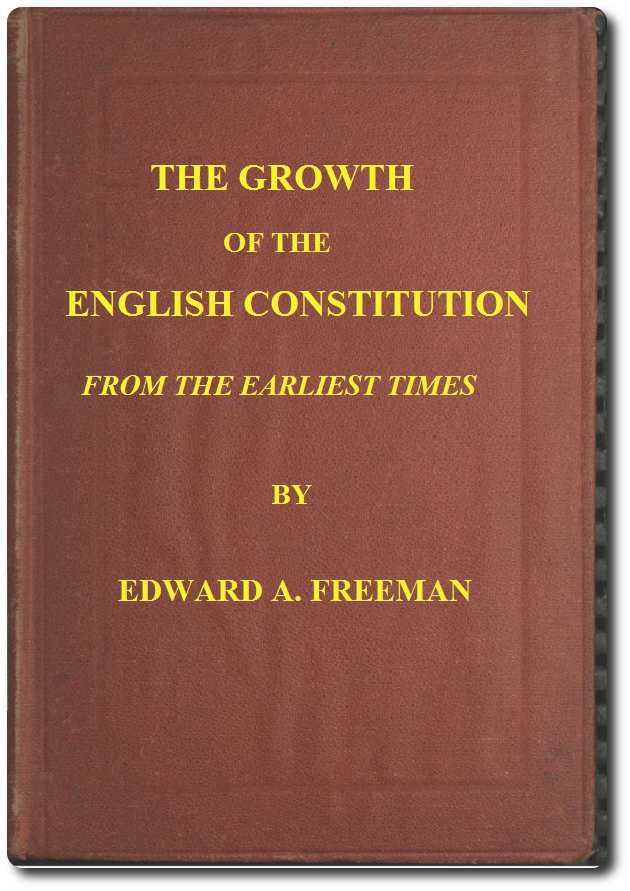 THE GROWTH
OF THE
ENGLISH CONSTITUTION
FROM THE EARLIEST TIMES
BY
EDWARD A. FREEMAN